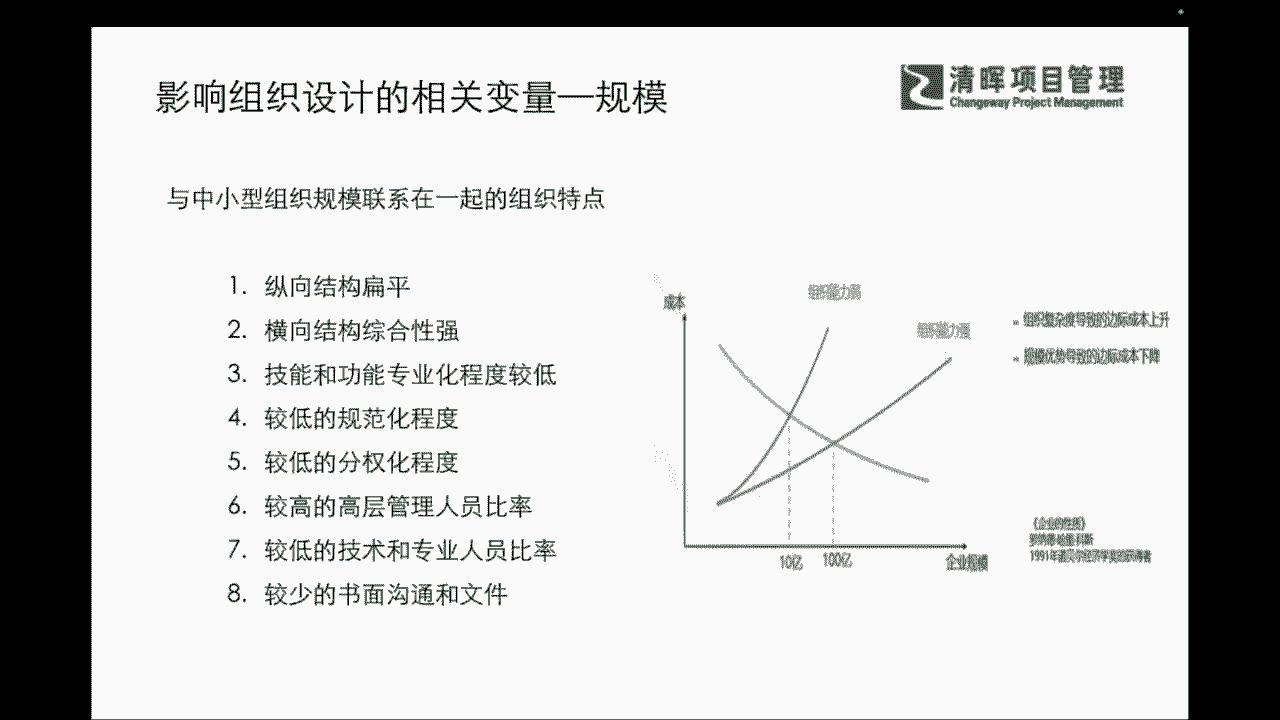 影响组织设计的相关变量—规模
清晖项目管理
Changeway Project Management
与中小型组织规模联系在一起的组织特点
1. 纵向结构扁平
2. 横向结构综合性强
3. 技能和功能专业化程度较低
4. 较低的规范化程度
5. 较低的分权化程度
6. 较高的高层管理人员比率
7. 较低的技术和专业人员比率
8. 较少的书面沟通和文件
成本
组织能力弱
组织能力强
组织复杂度导致的边际成本上升
规模优势导致的边际成本下降
10亿
100亿
企业规模
《企业的性质》
罗纳德·哈里·科斯
1991年诺贝尔经济学奖的获得者